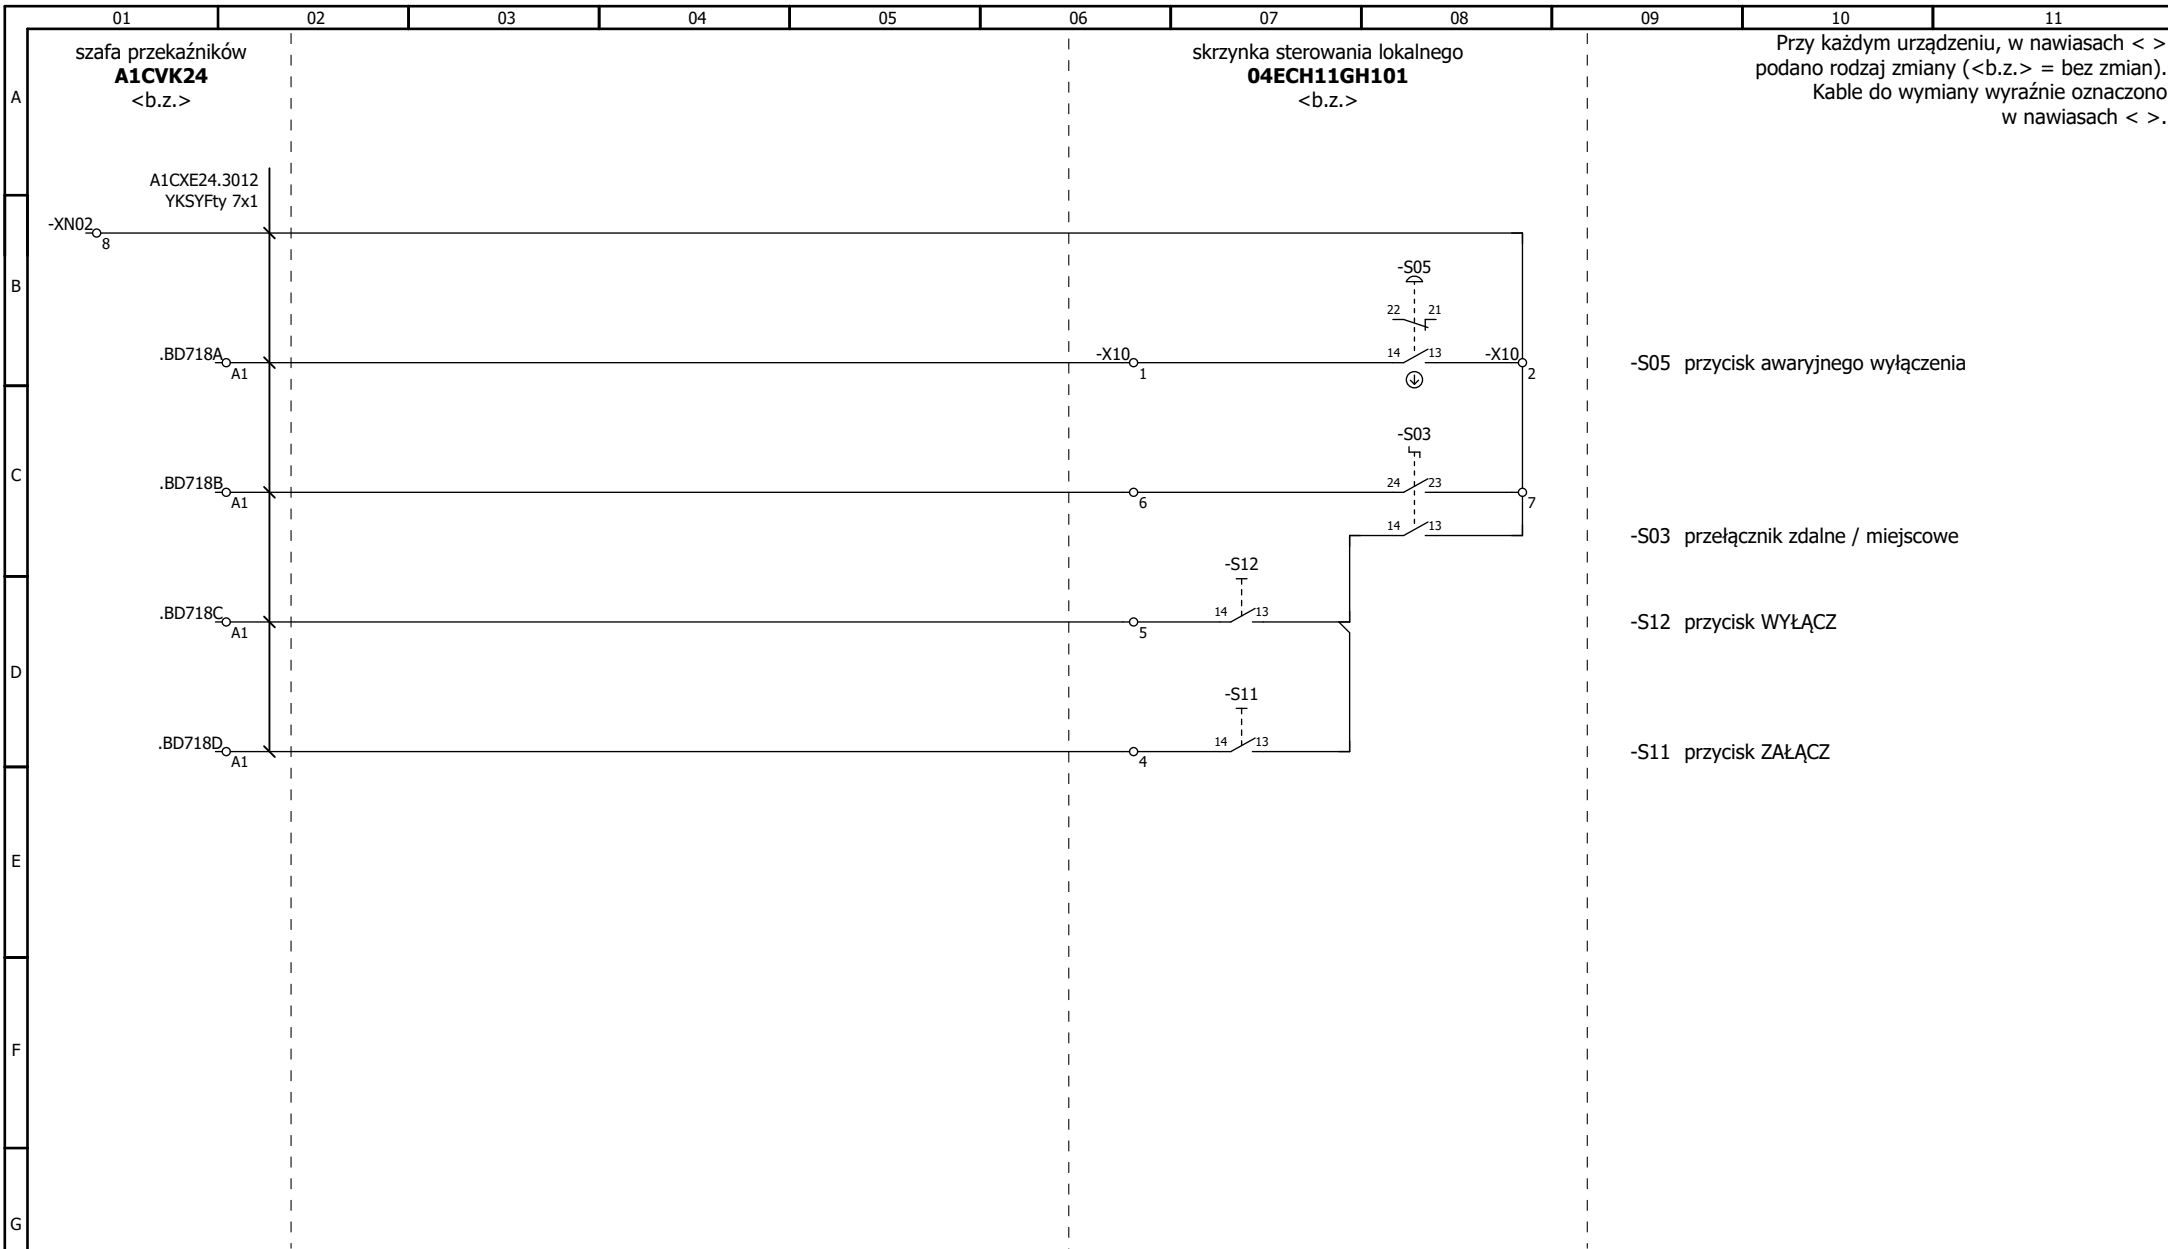 01 02 03 04 05 06 07 08 09 10 11
szafa przekaźników
A1CVK24
<b.z.>
skrzynka sterowania lokalnego
04ECH11GH101
<b.z.>
Przy każdym urządzeniu, w nawiasach < >
podano rodzaj zmiany (<b.z.> = bez zmian).
Kable do wymiany wyraźnie oznaczono
w nawiasach < >.
A
A1CXE24.3012
YKSYFty 7x1
-XN02
8
B
-S05
22 21
.BD718A -X10 14 13 -X10 -S05 przycisk awaryjnego wyłączenia
A1 1 2
-S03
C
.BD718B 24 23
A1 6 7
14 13 -S03 przełącznik zdalne / miejscowe
-S12
.BD718C 14 13 -S12 przycisk WYŁĄCZ
A1 5
D
-S11
.BD718D 14 13 -S11 przycisk ZAŁĄCZ
A1 4
E
F
G